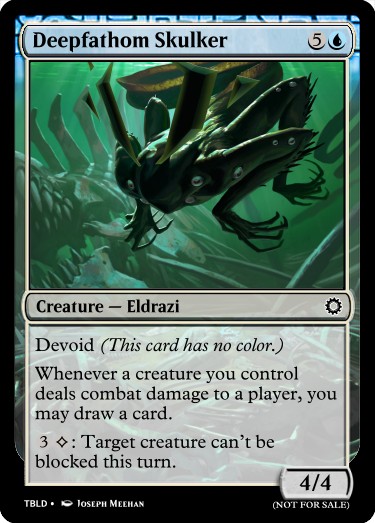 Deepfathom Skulker 5
Creature — Eldrazi
Devoid (This card has no color.)
Whenever a creature you control
deals combat damage to a player, you
may draw a card.
3 ◇: Target creature can't be
blocked this turn.
4/4
TBLD • Joseph Meehan
(NOT FOR SALE)